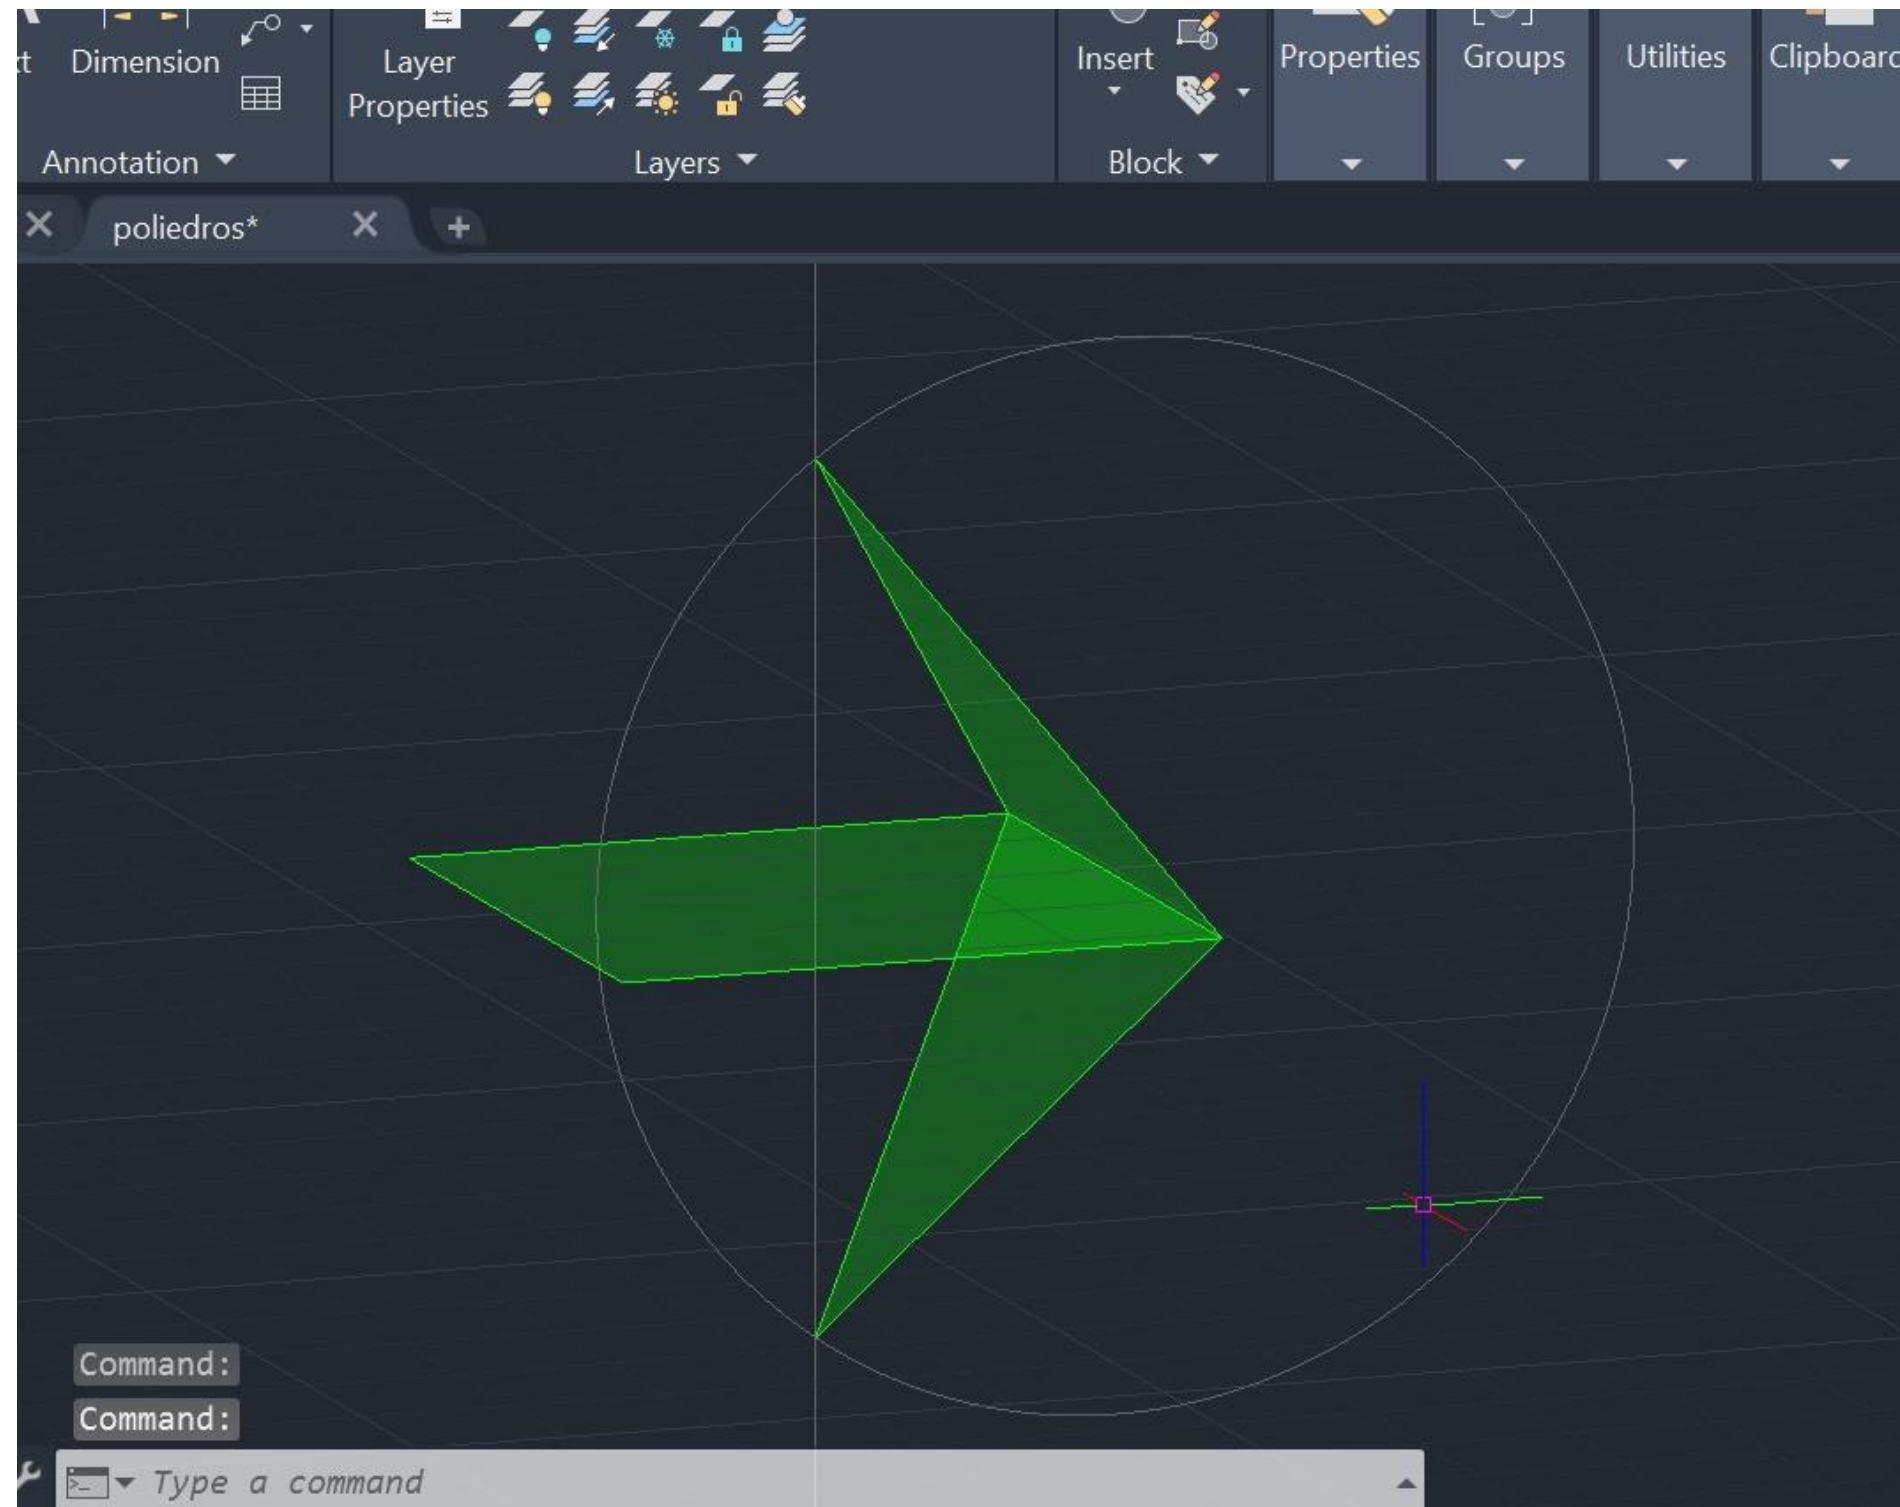 Dimension
Layer
Properties
Insert
Properties
Groups
Utilities
Annotation
Layers
Block
poliedros*
Command:
Command:
Type a command